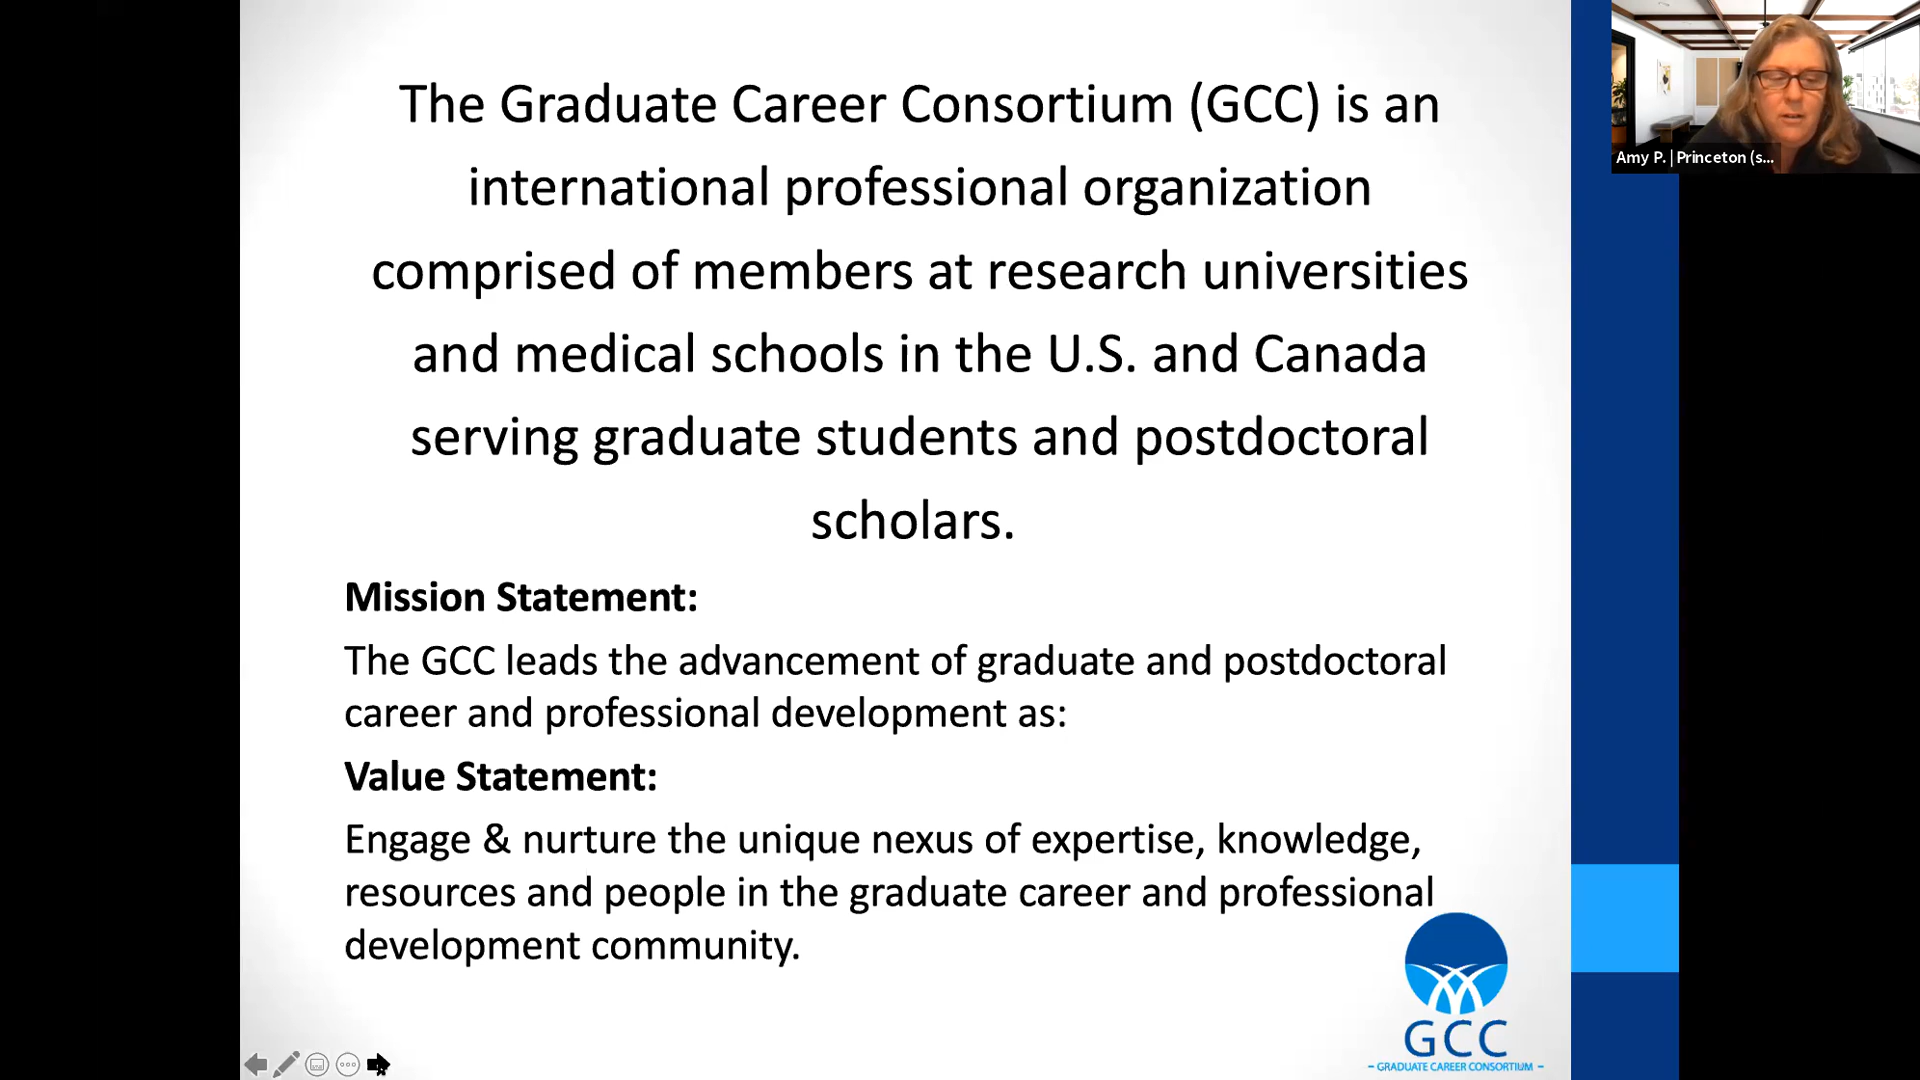 The Graduate Career Consortium (GCC) is an
international professional organization
comprised of members at research universities
and medical schools in the U.S. and Canada
serving graduate students and postdoctoral
scholars.
Mission Statement:
The GCC leads the advancement of graduate and postdoctoral
career and professional development as:
Value Statement:
Engage & nurture the unique nexus of expertise, knowledge,
resources and people in the graduate career and professional
development community.
GCC
- GRADUATE CAREER CONSORTIUM -
Amy P. | Princeton (s...